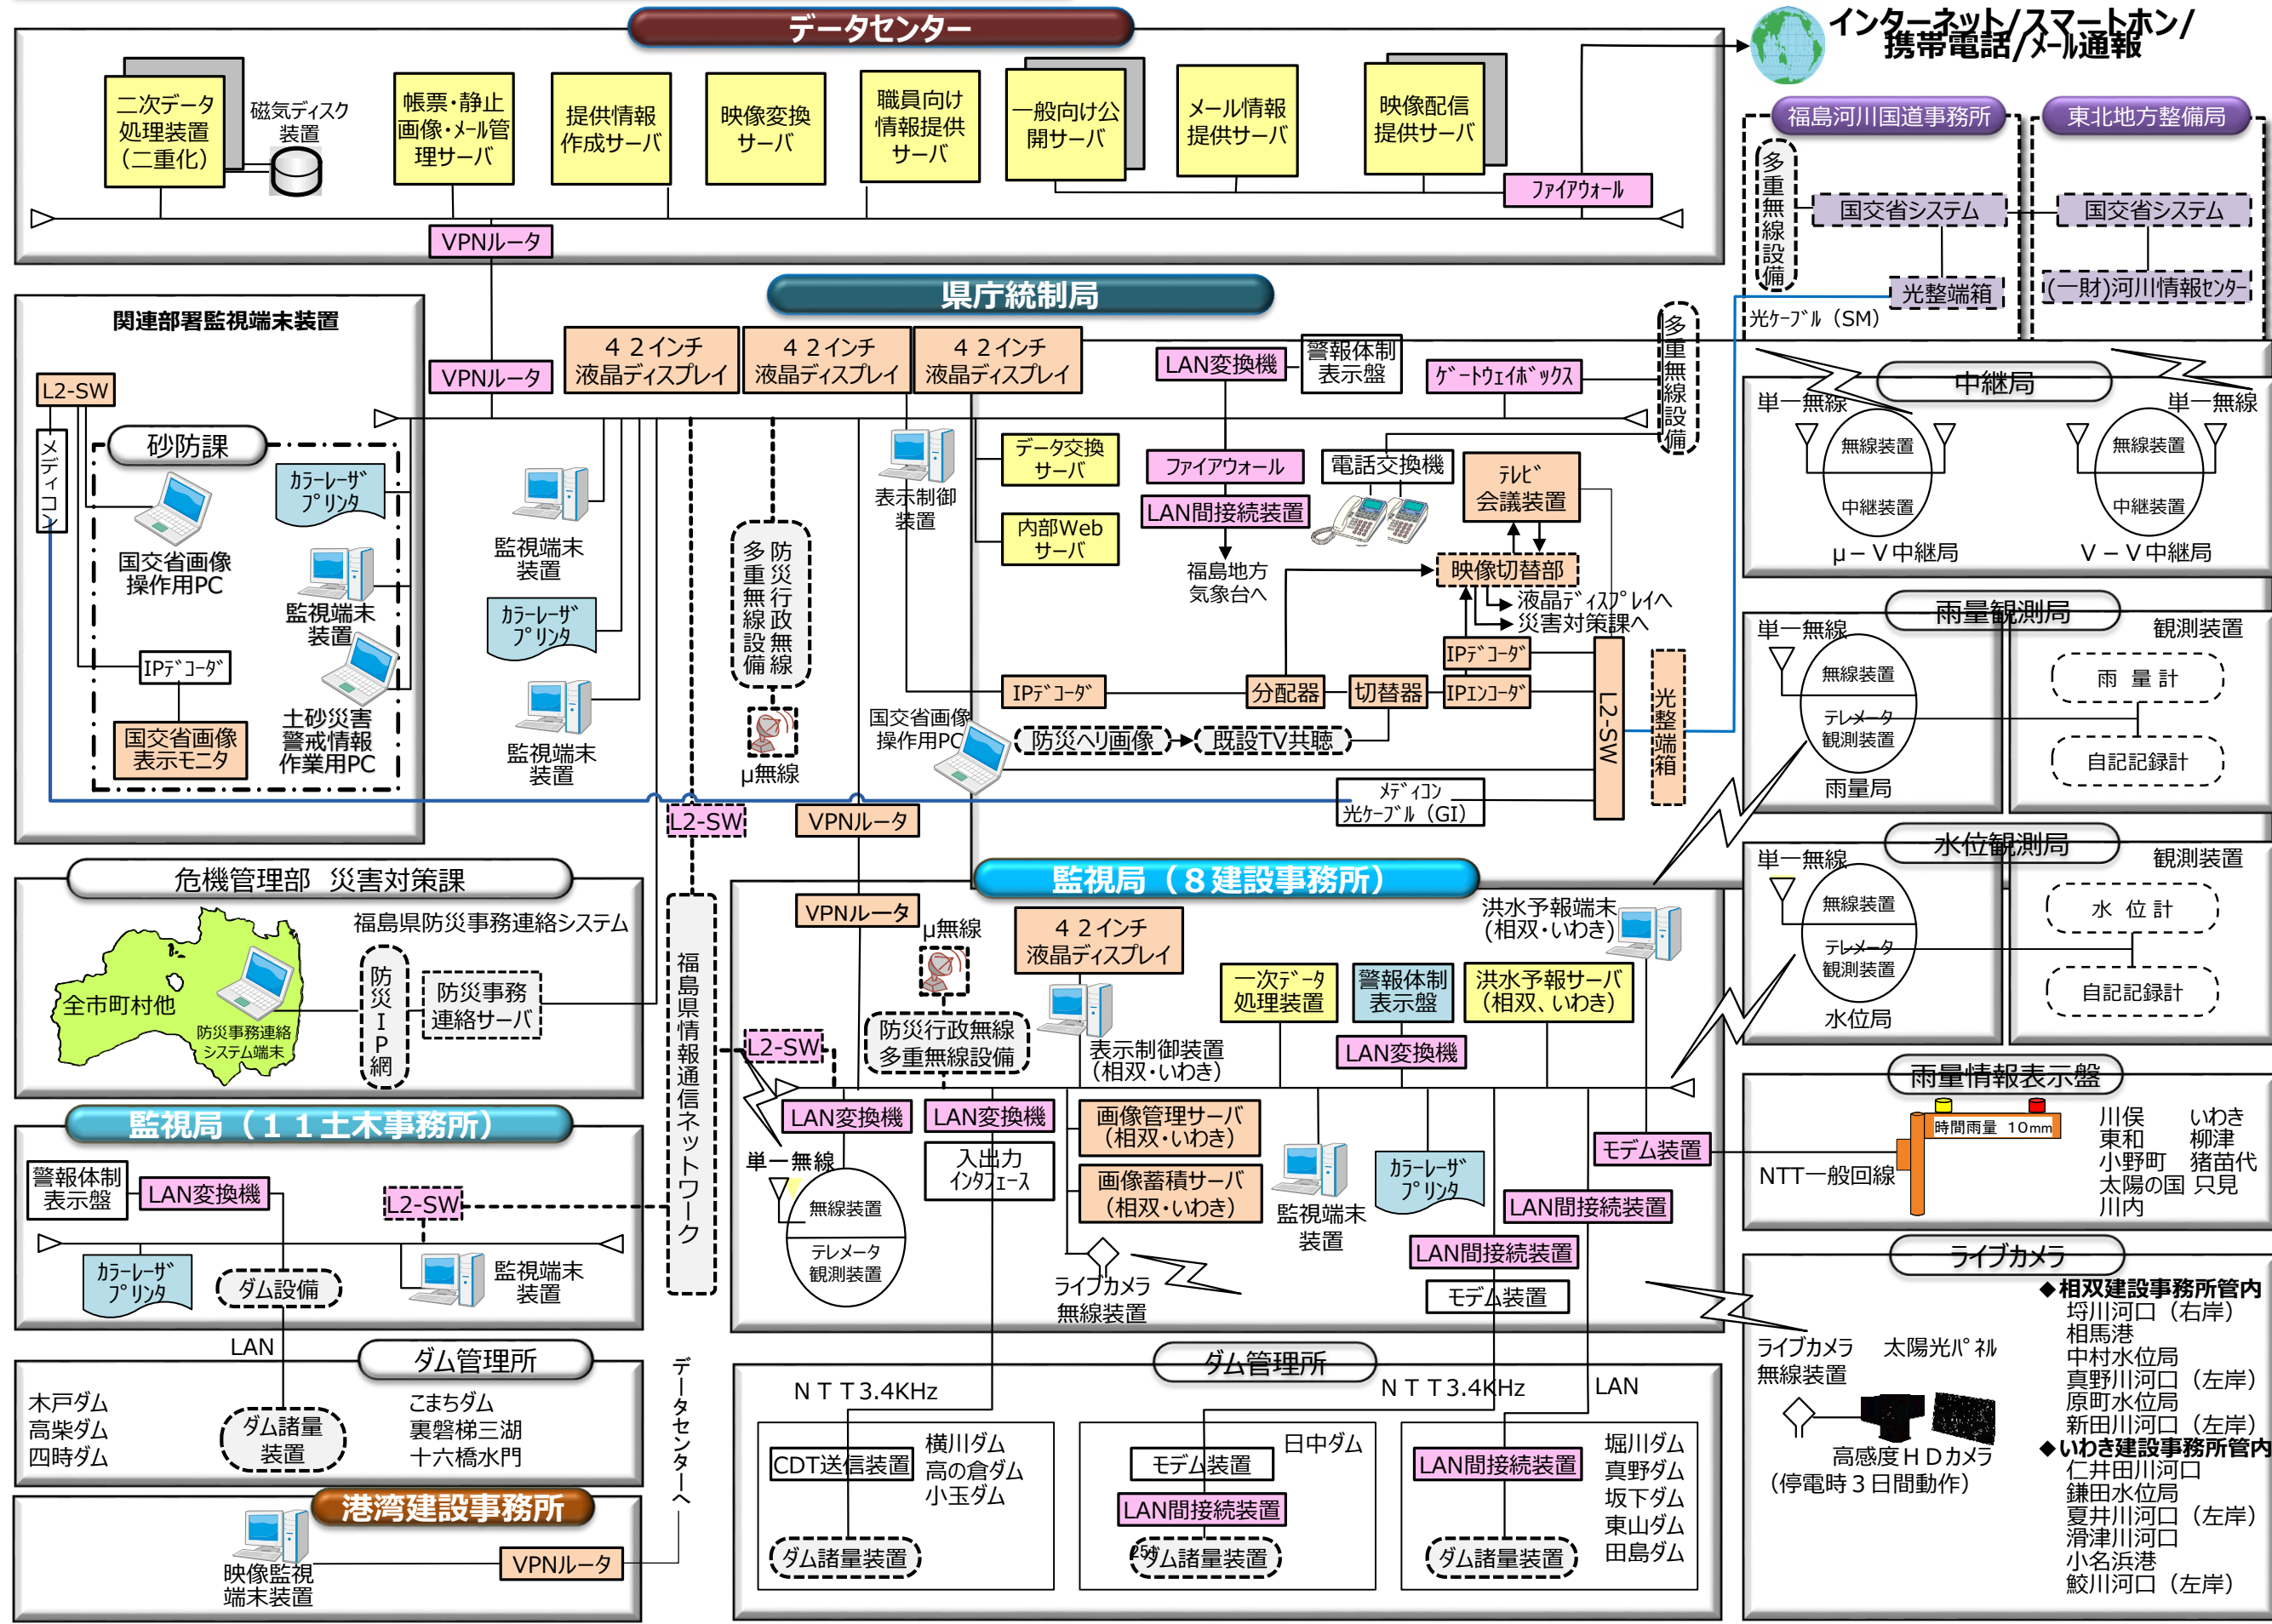 データセンター
インターネット/スマートホン/
携帯電話/メール通報
二次データ
処理装置
（二重化）
磁気ディスク
装置
帳票・静止
画像・メール管
理サーバ
提供情報
作成サーバ
映像変換
サーバ
職員向け
情報提供
サーバ
一般向け公
開サーバ
メール情報
提供サーバ
映像配信
提供サーバ
ファイアウォール
VPNルータ
福島河川国道事務所
東北地方整備局
多重無線設備
国交省システム
国交省システム
光整端箱
(一財)河川情報センター
光ケーブル（SM）
県庁統制局
関連部署監視端末装置
L2-SW
メディコン
砂防課
国交省画像
操作用PC
カラーレーザ
プリンタ
監視端末
装置
IPデコーダ
国交省画像
表示モニタ
土砂災害
警戒情報
作業用PC
VPNルータ
４２インチ
液晶ディスプレイ
４２インチ
液晶ディスプレイ
４２インチ
液晶ディスプレイ
LAN変換機
警報体制
表示盤
ゲートウェイボックス
多重無線設備
監視端末
装置
カラーレーザ
プリンタ
監視端末
装置
防災行政無線
多重無線設備
μ無線
表示制御
装置
データ交換
サーバ
内部Web
サーバ
ファイアウォール
LAN間接続装置
福島地方
気象台へ
電話交換機
テレビ
会議装置
映像切替部
液晶ディスプレイへ
災害対策課へ
IPデコーダ
IPデコーダ
分配器
切替器
IPエンコーダ
L2-SW
光整端箱
国交省画像
操作用PC
防災ヘリ画像
既設TV共聴
メディコン
光ケーブル（GI）
L2-SW
VPNルータ
中継局
単一無線
単一無線
無線装置
中継装置
無線装置
中継装置
μ－Ｖ中継局
Ｖ－Ｖ中継局
雨量観測局
単一無線
観測装置
無線装置
テレメータ
観測装置
雨量局
雨 量 計
自記記録計
水位観測局
単一無線
観測装置
無線装置
テレメータ
観測装置
水位局
水 位 計
自記記録計
危機管理部 災害対策課
福島県防災事務連絡システム
全市町村他
防災事務連絡
システム端末
防災ＩＰ網
防災事務
連絡サーバ
福島県情報通信ネットワーク
監視局（８建設事務所）
VPNルータ
μ無線
４２インチ
液晶ディスプレイ
洪水予報端末
(相双・いわき)
一次データ
処理装置
警報体制
表示盤
洪水予報サーバ
（相双、いわき）
L2-SW
防災行政無線
多重無線設備
表示制御装置
(相双・いわき)
LAN変換機
LAN変換機
LAN変換機
入出力
インタフェース
画像管理サーバ
（相双・いわき）
画像蓄積サーバ
（相双・いわき）
単一無線
無線装置
テレメータ
観測装置
ライブカメラ
無線装置
監視端末
装置
カラーレーザ
プリンタ
モデム装置
LAN間接続装置
LAN間接続装置
モデム装置
監視局（１１土木事務所）
警報体制
表示盤
LAN変換機
L2-SW
カラーレーザ
プリンタ
ダム設備
監視端末
装置
LAN
ダム管理所
木戸ダム
高柴ダム
四時ダム
ダム諸量
装置
こまちダム
裏磐梯三湖
十六橋水門
データセンターへ
港湾建設事務所
映像監視
端末装置
VPNルータ
ダム管理所
ＮＴＴ3.4KHz
ＮＴＴ3.4KHz
LAN
CDT送信装置
横川ダム
高の倉ダム
小玉ダム
ダム諸量装置
モデム装置
日中ダム
LAN間接続装置
ダム諸量装置
LAN間接続装置
堀川ダム
真野ダム
坂下ダム
東山ダム
田島ダム
ダム諸量装置
雨量情報表示盤
NTT一般回線
時間雨量 10mm
川俣 いわき
東和 柳津
小野町 猪苗代
太陽の国 只見
川内
ライブカメラ
ライブカメラ
無線装置
太陽光パネル
高感度ＨＤカメラ
（停電時３日間動作）
◆相双建設事務所管内
埒川河口（右岸）
相馬港
中村水位局
真野川河口（左岸）
原町水位局
新田川河口（左岸）
◆いわき建設事務所管内
仁井田川河口
鎌田水位局
夏井川河口（左岸）
滑津川河口
小名浜港
鮫川河口（左岸）